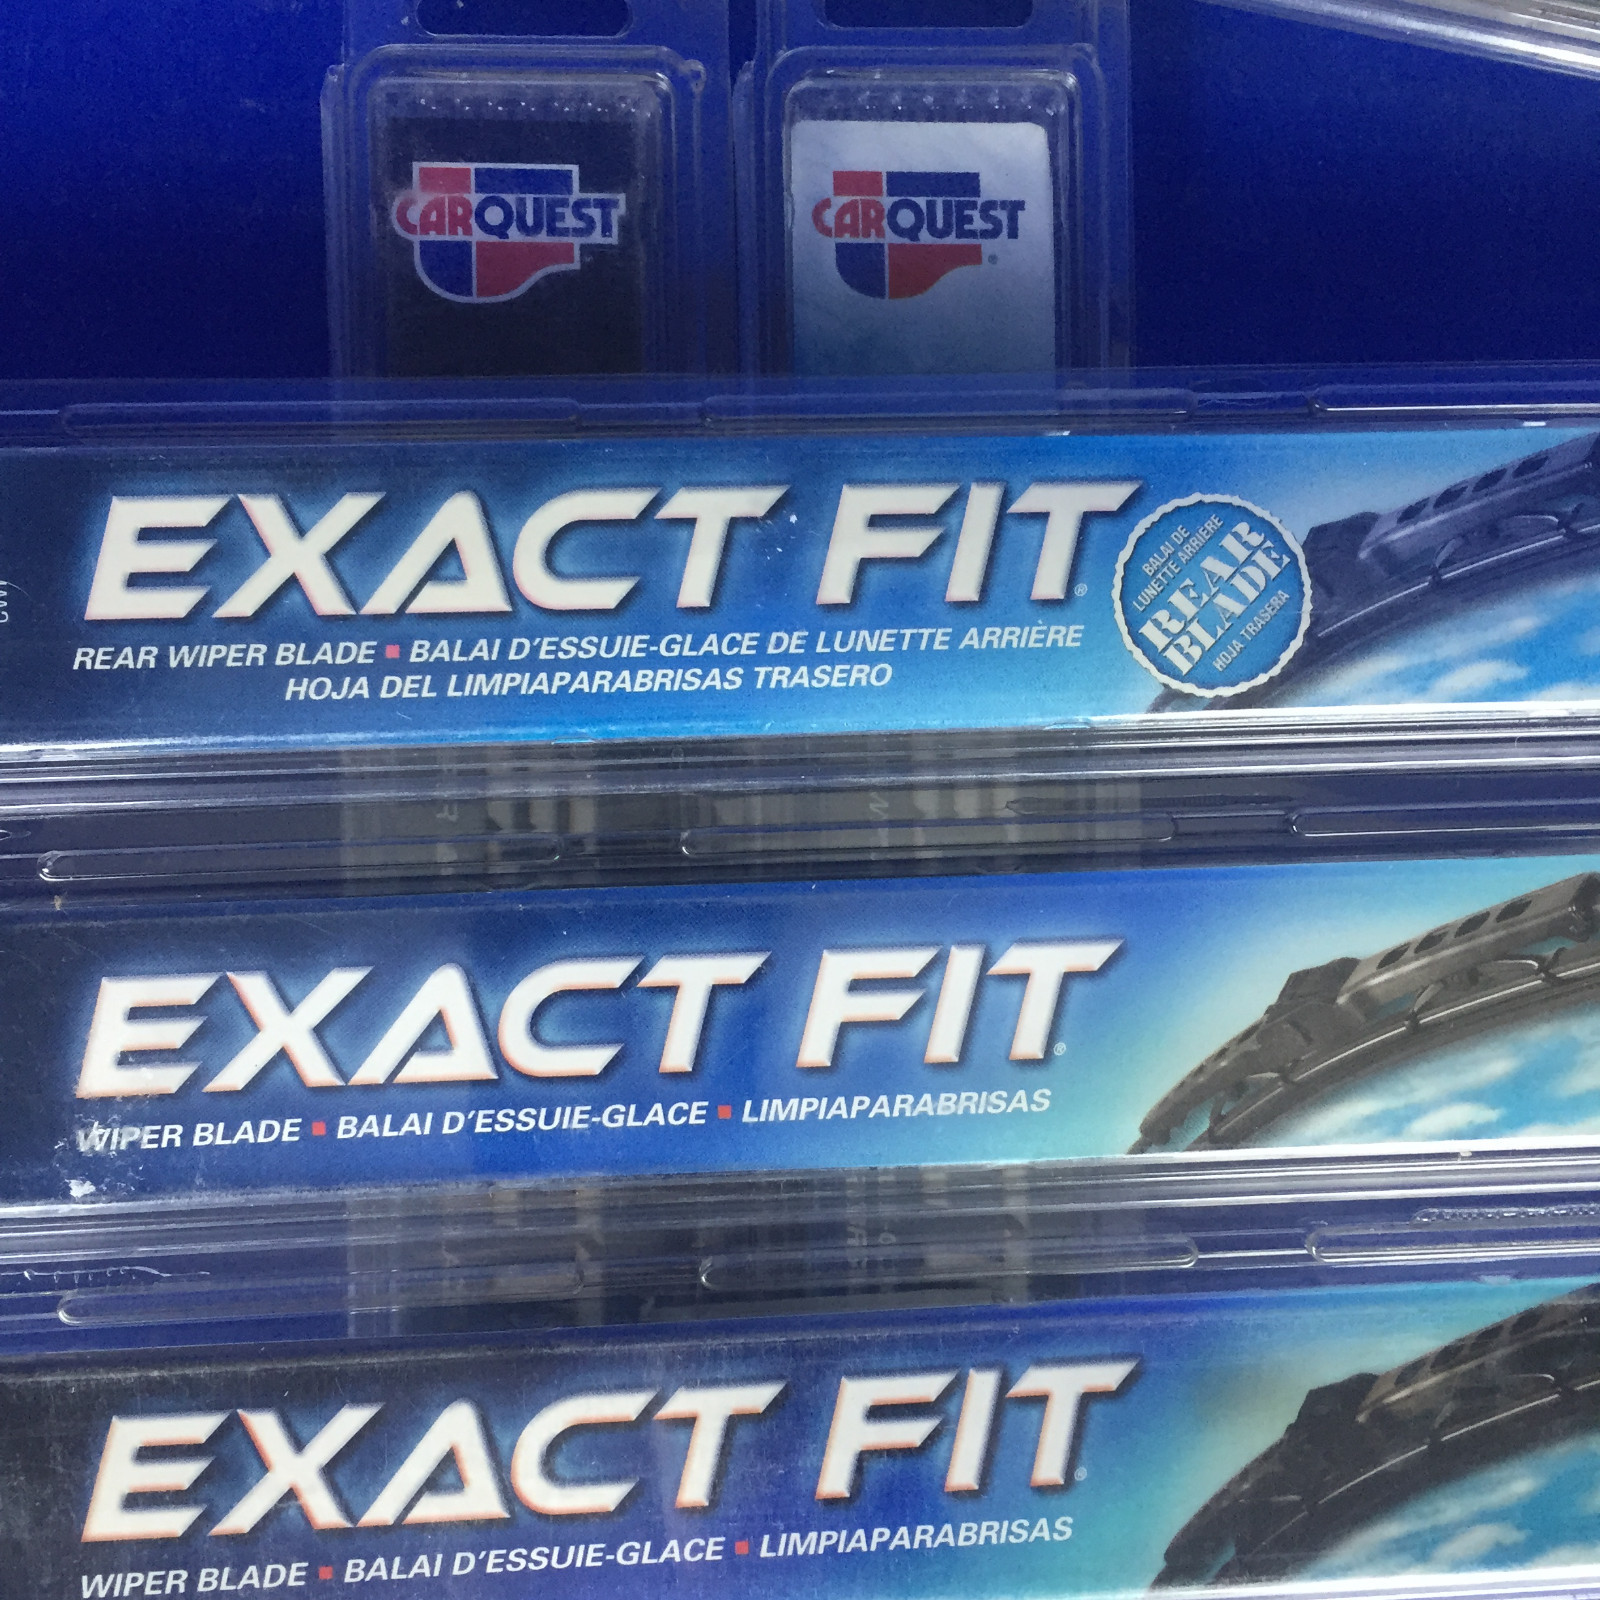 CARQUEST
CARQUEST
EXACT FIT®
REAR WIPER BLADE ▪ BALAI D'ESSUIE-GLACE DE LUNETTE ARRIÈRE
HOJA DEL LIMPIAPARABRISAS TRASERO
BALAI DE
LUNETTE ARRIÈRE
REAR
BLADE
HOJA TRASERA
EXACT FIT®
WIPER BLADE ▪ BALAI D'ESSUIE-GLACE ▪ LIMPIAPARABRISAS
EXACT FIT®
WIPER BLADE ▪ BALAI D'ESSUIE-GLACE ▪ LIMPIAPARABRISAS